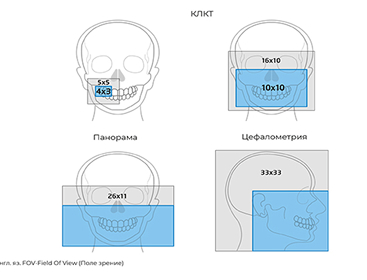 КЛКТ
5x5
4x3
16x10
10x10
Панорама
Цефалометрия
26x11
33x33
нгл. яз. FOV-Field Of View (Поле зрение)